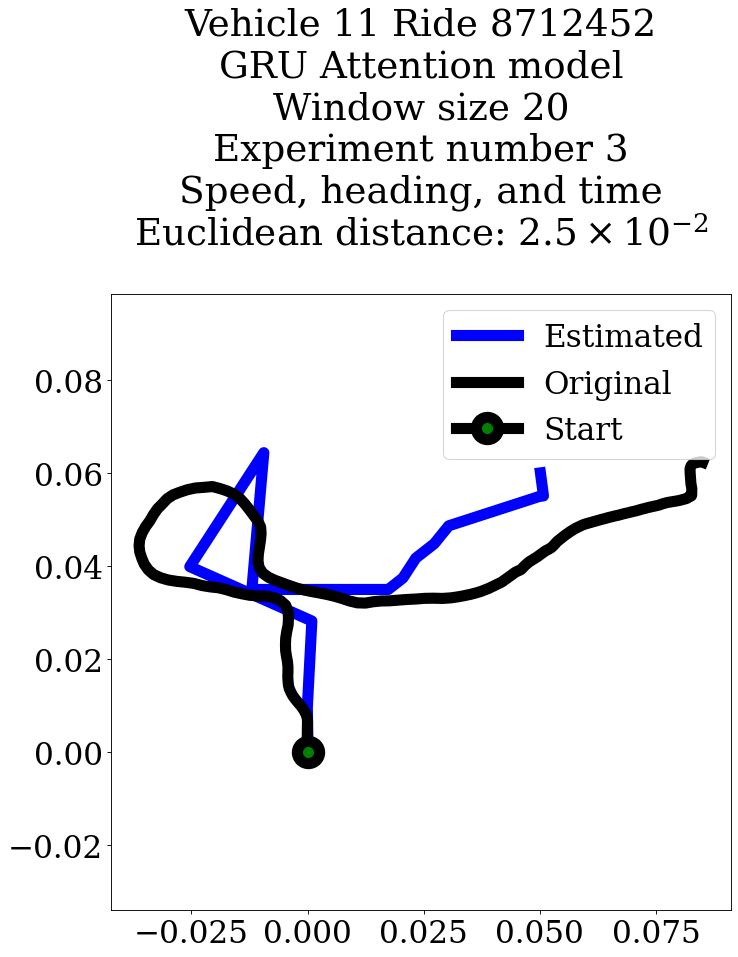 Vehicle 11 Ride 8712452
GRU Attention model
Window size 20
Experiment number 3
Speed, heading, and time
Euclidean distance: 2.5 × 10⁻²
Estimated
Original
Start
0.08
0.06
0.04
0.02
0.00
−0.02
−0.025 0.000 0.025 0.050 0.075